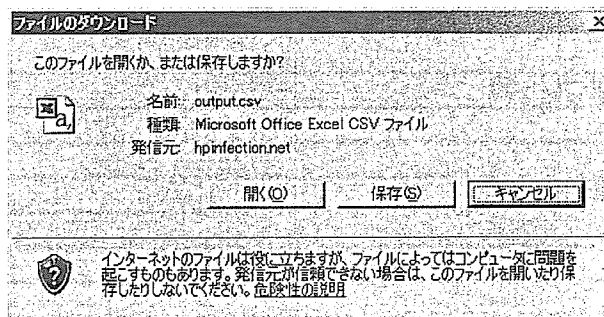 ファイルのダウンロード
このファイルを開くか、または保存しますか?
名前: output.csv
種類: Microsoft Office Excel CSV ファイル
発信元: hpinfection.net
開く(O)
保存(S)
キャンセル
インターネットのファイルは役に立ちますが、ファイルによってはコンピュータに問題を
起こすものもあります。発信元が信頼できない場合は、このファイルを開いたり保
存したりしないでください。危険性の説明